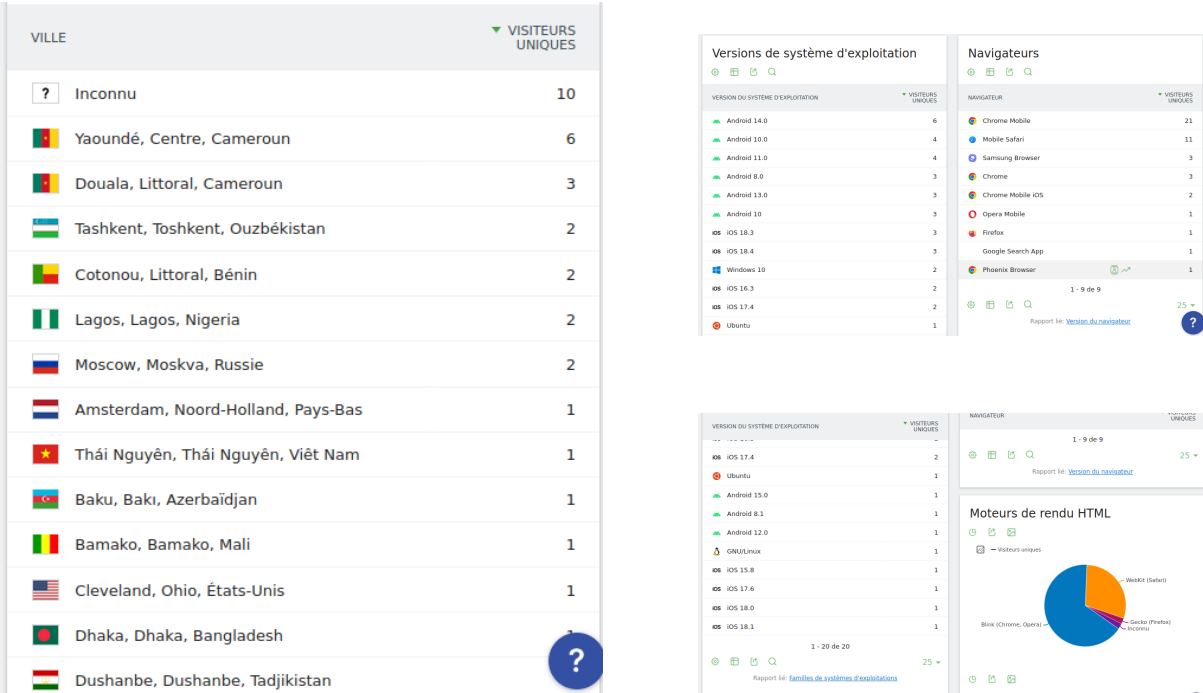 VILLE
VISITEURS
UNIQUES
? Inconnu 10
Yaoundé, Centre, Cameroun 6
Douala, Littoral, Cameroun 3
Tashkent, Toshkent, Ouzbékistan 2
Cotonou, Littoral, Bénin 2
Lagos, Lagos, Nigeria 2
Moscow, Moskva, Russie 2
Amsterdam, Noord-Holland, Pays-Bas 1
Thái Nguyên, Thái Nguyên, Viêt Nam 1
Baku, Bakı, Azerbaïdjan 1
Bamako, Bamako, Mali 1
Cleveland, Ohio, États-Unis 1
Dhaka, Dhaka, Bangladesh
Dushanbe, Dushanbe, Tadjikistan
?
Versions de système d'exploitation
VERSION DU SYSTÈME D'EXPLOITATION
VISITEURS
UNIQUES
Android 14.0 6
Android 10.0 4
Android 11.0 4
Android 8.0 3
Android 13.0 3
Android 10 3
iOS iOS 18.3 3
iOS iOS 18.4 3
Windows 10 2
iOS iOS 16.3 2
iOS iOS 17.4 2
Ubuntu 1
Navigateurs
NAVIGATEUR
VISITEURS
UNIQUES
Chrome Mobile 21
Mobile Safari 11
Samsung Browser 3
Chrome 3
Chrome Mobile iOS 2
Opera Mobile 1
Firefox 1
Google Search App 1
Phoenix Browser 1
1 - 9 de 9
25
Rapport lié: Version du navigateur
?
VERSION DU SYSTÈME D'EXPLOITATION
VISITEURS
UNIQUES
iOS iOS 17.4 2
Ubuntu 1
Android 15.0 1
Android 8.1 1
Android 12.0 1
GNU/Linux 1
iOS iOS 15.8 1
iOS iOS 17.6 1
iOS iOS 18.0 1
iOS iOS 18.1 1
1 - 20 de 20
25
Rapport lié: Familles de systèmes d'exploitations
NAVIGATEUR
UNIQUES
1 - 9 de 9
25
Rapport lié: Version du navigateur
Moteurs de rendu HTML
Visiteurs uniques
WebKit (Safari)
Gecko (Firefox)
Inconnu
Blink (Chrome, Opera)